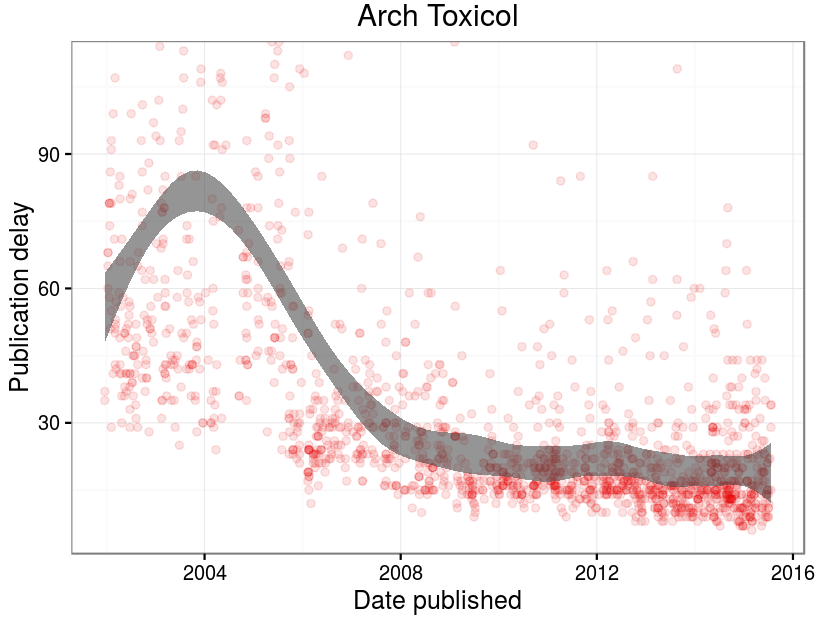 Arch Toxicol
Publication delay
90
60
30
2004
2008
2012
2016
Date published